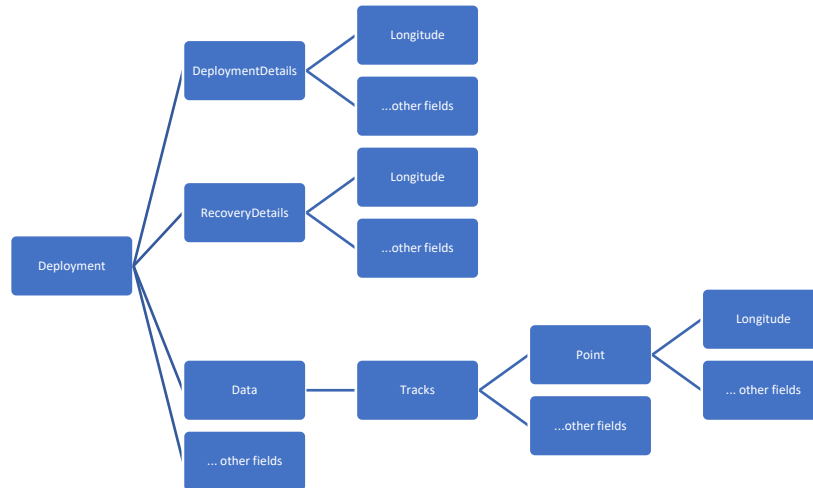 Longitude
DeploymentDetails
...other fields
Longitude
RecoveryDetails
...other fields
Deployment
Longitude
Point
Data
Tracks
... other fields
...other fields
... other fields